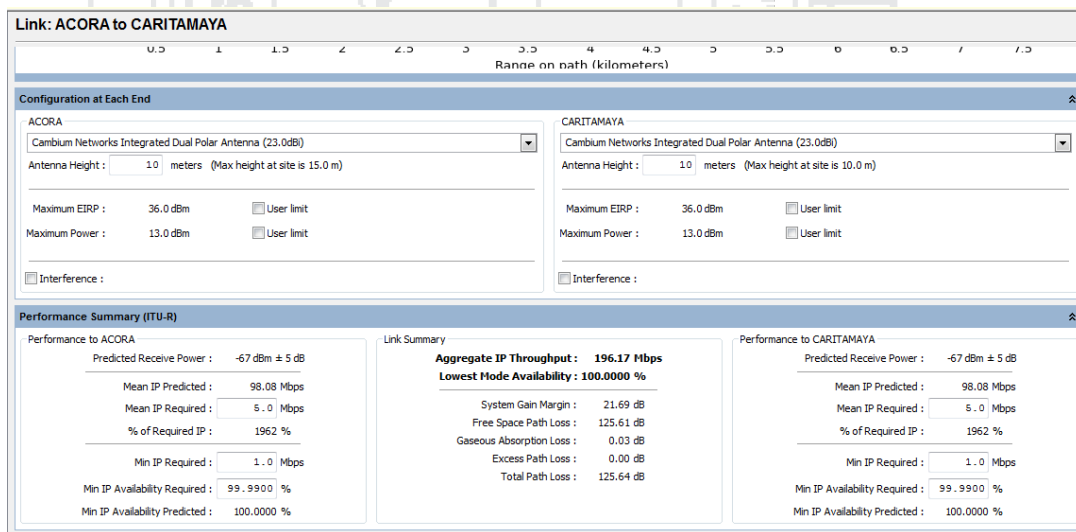 Link: ACORA to CARITAMAYA
0.5 1 1.5 2 2.5 3 3.5 4 4.5 5 5.5 6 6.5 7 7.5
Range on path (kilometers)
Configuration at Each End
ACORA
Cambium Networks Integrated Dual Polar Antenna (23.0dBi)
Antenna Height : 10 meters (Max height at site is 15.0 m)
Maximum EIRP : 36.0 dBm User limit
Maximum Power : 13.0 dBm User limit
Interference :
CARITAMAYA
Cambium Networks Integrated Dual Polar Antenna (23.0dBi)
Antenna Height : 10 meters (Max height at site is 10.0 m)
Maximum EIRP : 36.0 dBm User limit
Maximum Power : 13.0 dBm User limit
Interference :
Performance Summary (ITU-R)
Performance to ACORA
Predicted Receive Power : -67 dBm ± 5 dB
Mean IP Predicted : 98.08 Mbps
Mean IP Required : 5.0 Mbps
% of Required IP : 1962 %
Min IP Required : 1.0 Mbps
Min IP Availability Required : 99.9900 %
Min IP Availability Predicted : 100.0000 %
Link Summary
Aggregate IP Throughput : 196.17 Mbps
Lowest Mode Availability : 100.0000 %
System Gain Margin : 21.69 dB
Free Space Path Loss : 125.61 dB
Gaseous Absorption Loss : 0.03 dB
Excess Path Loss : 0.00 dB
Total Path Loss : 125.64 dB
Performance to CARITAMAYA
Predicted Receive Power : -67 dBm ± 5 dB
Mean IP Predicted : 98.08 Mbps
Mean IP Required : 5.0 Mbps
% of Required IP : 1962 %
Min IP Required : 1.0 Mbps
Min IP Availability Required : 99.9900 %
Min IP Availability Predicted : 100.0000 %